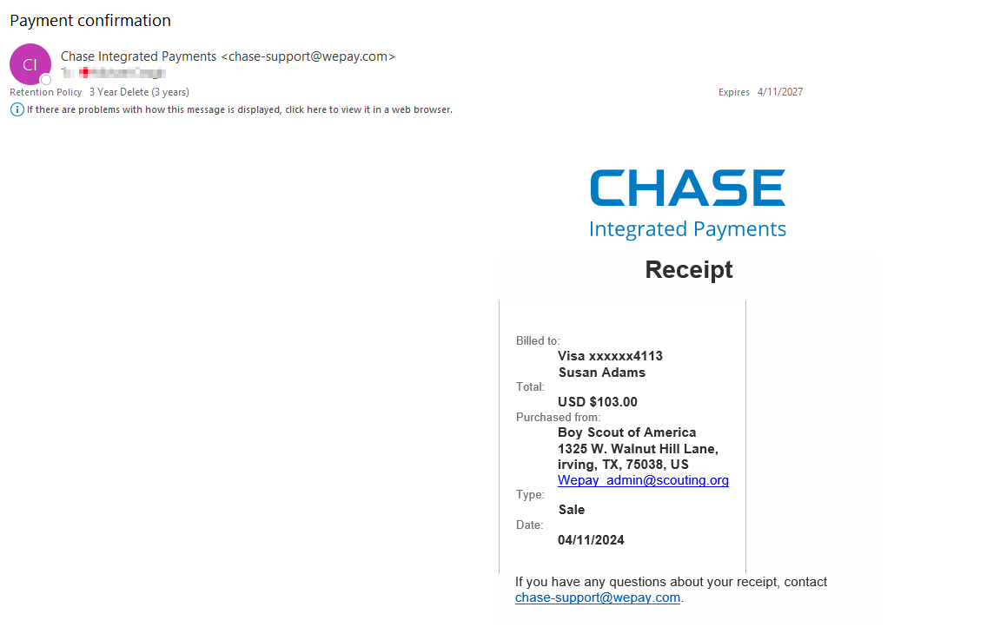 Payment confirmation
CI
Chase Integrated Payments <chase-support@wepay.com>
To
Retention Policy 3 Year Delete (3 years)
Expires 4/11/2027
If there are problems with how this message is displayed, click here to view it in a web browser.
CHASE
Integrated Payments
Receipt
Billed to:
Visa xxxxxx4113
Susan Adams
Total:
USD $103.00
Purchased from:
Boy Scout of America
1325 W. Walnut Hill Lane,
irving, TX, 75038, US
Wepay_admin@scouting.org
Type:
Sale
Date:
04/11/2024
If you have any questions about your receipt, contact
chase-support@wepay.com.